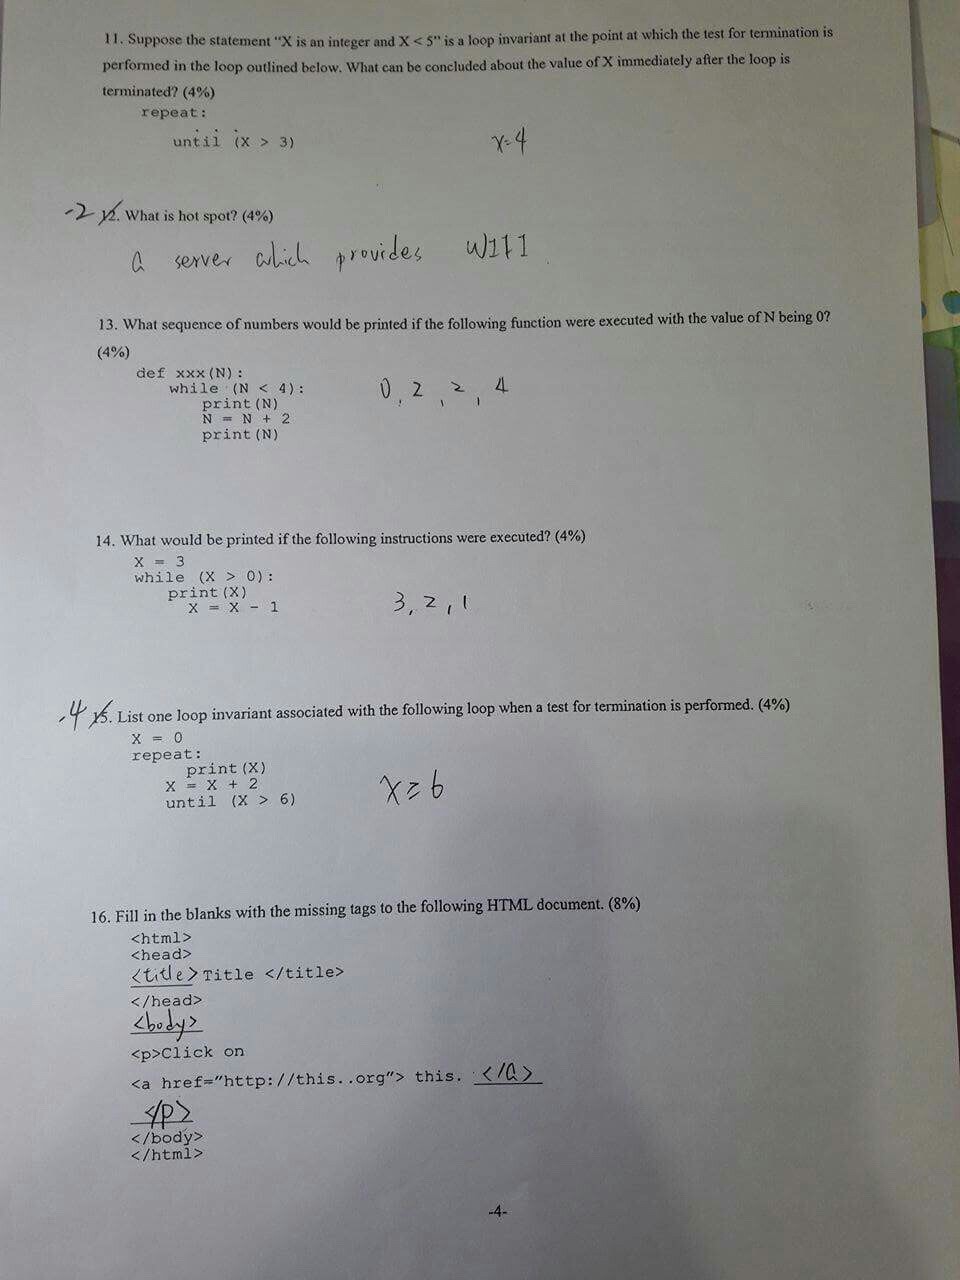 11. Suppose the statement "X is an integer and X < 5" is a loop invariant at the point at which the test for termination is
performed in the loop outlined below. What can be concluded about the value of X immediately after the loop is
terminated? (4%)
repeat:
. . .
until (X > 3)
x=4
-2 12. What is hot spot? (4%)
a server which provides WIFI.
13. What sequence of numbers would be printed if the following function were executed with the value of N being 0?
(4%)
def xxx(N):
while (N < 4):
print(N)
N = N + 2
print(N)
0, 2, 2, 4
14. What would be printed if the following instructions were executed? (4%)
X = 3
while (X > 0):
print(X)
X = X - 1
3, 2, 1
-4 15. List one loop invariant associated with the following loop when a test for termination is performed. (4%)
X = 0
repeat:
print(X)
X = X + 2
until (X > 6)
x≥6
16. Fill in the blanks with the missing tags to the following HTML document. (8%)
<html>
<head>
<title> Title </title>
</head>
<body>
<p>Click on
<a href="http://this..org"> this. </a>
</p>
</body>
</html>
-4-